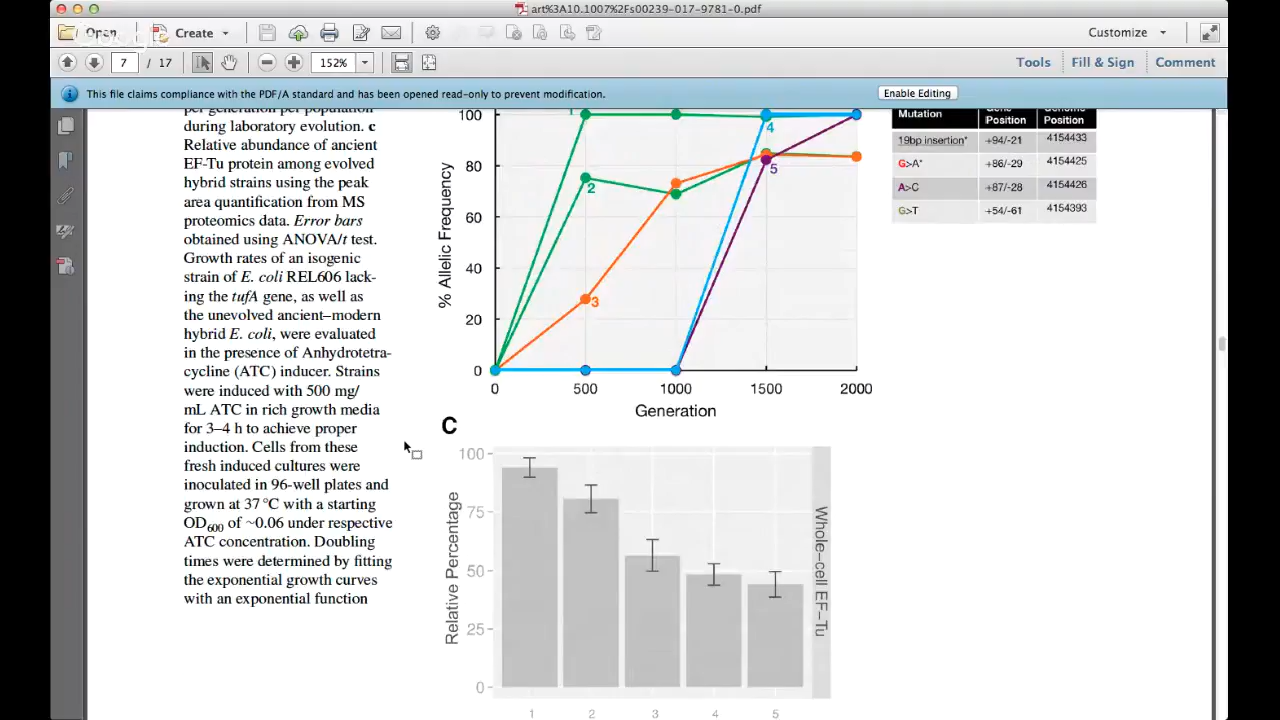 art%3A10.1007%2Fs00239-017-9781-0.pdf
Open
Create
Customize
7 / 17
152%
Tools
Fill & Sign
Comment
This file claims compliance with the PDF/A standard and has been opened read-only to prevent modification.
Enable Editing
per generation per population
during laboratory evolution. c
Relative abundance of ancient
EF-Tu protein among evolved
hybrid strains using the peak
area quantification from MS
proteomics data. Error bars
obtained using ANOVA/t test.
Growth rates of an isogenic
strain of E. coli REL606 lack-
ing the tufA gene, as well as
the unevolved ancient–modern
hybrid E. coli, were evaluated
in the presence of Anhydrotetra-
cycline (ATC) inducer. Strains
were induced with 500 mg/
mL ATC in rich growth media
for 3–4 h to achieve proper
induction. Cells from these
fresh induced cultures were
inoculated in 96-well plates and
grown at 37 °C with a starting
OD600 of ~0.06 under respective
ATC concentration. Doubling
times were determined by fitting
the exponential growth curves
with an exponential function
% Allelic Frequency
100
80
60
40
20
0
1
2
3
4
5
0 500 1000 1500 2000
Generation
Mutation Gene Position Genome Position
19bp insertion* +94/-21 4154433
G>A* +86/-29 4154425
A>C +87/-28 4154426
G>T +54/-61 4154393
C
Relative Percentage
100
75
50
25
0
Whole-cell EF-Tu
1 2 3 4 5